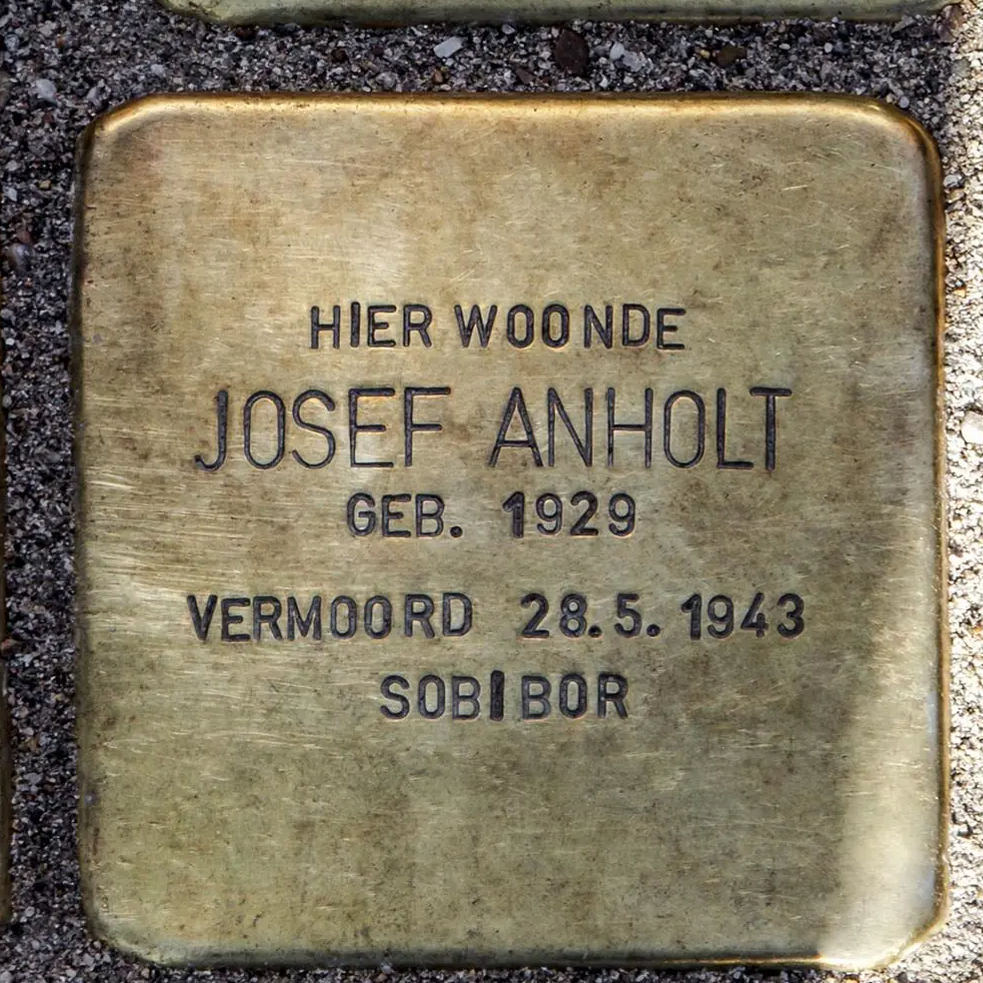 HIER WOONDE
JOSEF ANHOLT
GEB. 1929
VERMOORD 28.5.1943
SOBIBOR